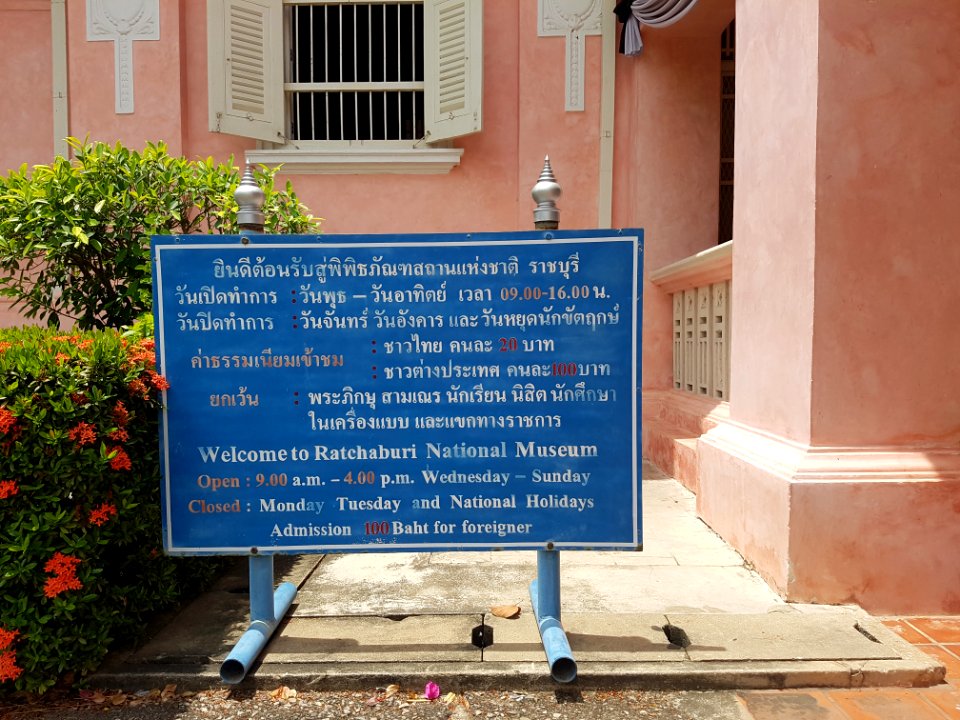 ยินดีต้อนรับสู่พิพิธภัณฑสถานแห่งชาติ ราชบุรี
วันเปิดทำการ : วันพุธ – วันอาทิตย์ เวลา 09.00-16.00 น.
วันปิดทำการ : วันจันทร์ วันอังคาร และวันหยุดนักขัตฤกษ์
ค่าธรรมเนียมเข้าชม : ชาวไทย คนละ 20 บาท
: ชาวต่างประเทศ คนละ 100 บาท
ยกเว้น : พระภิกษุ สามเณร นักเรียน นิสิต นักศึกษา
ในเครื่องแบบ และแขกทางราชการ
Welcome to Ratchaburi National Museum
Open : 9.00 a.m. – 4.00 p.m. Wednesday – Sunday
Closed : Monday Tuesday and National Holidays
Admission 100 Baht for foreigner